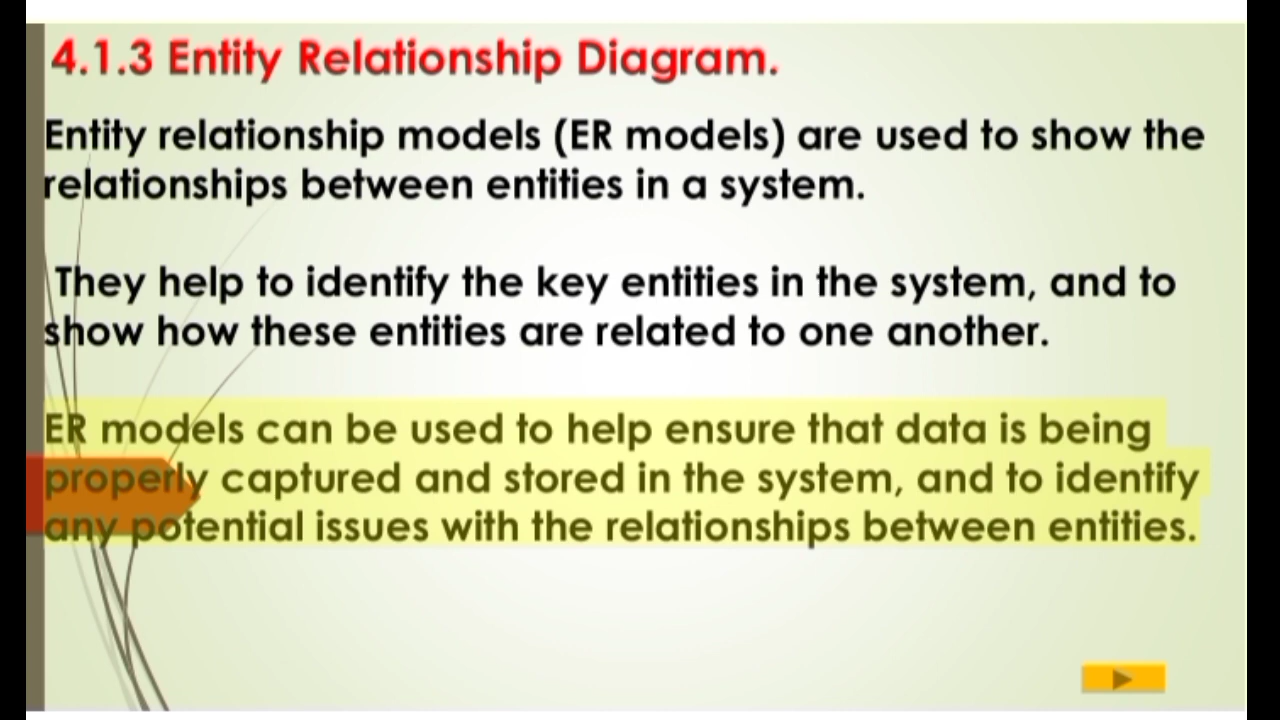 4.1.3 Entity Relationship Diagram.
Entity relationship models (ER models) are used to show the
relationships between entities in a system.
They help to identify the key entities in the system, and to
show how these entities are related to one another.
ER models can be used to help ensure that data is being
properly captured and stored in the system, and to identify
any potential issues with the relationships between entities.